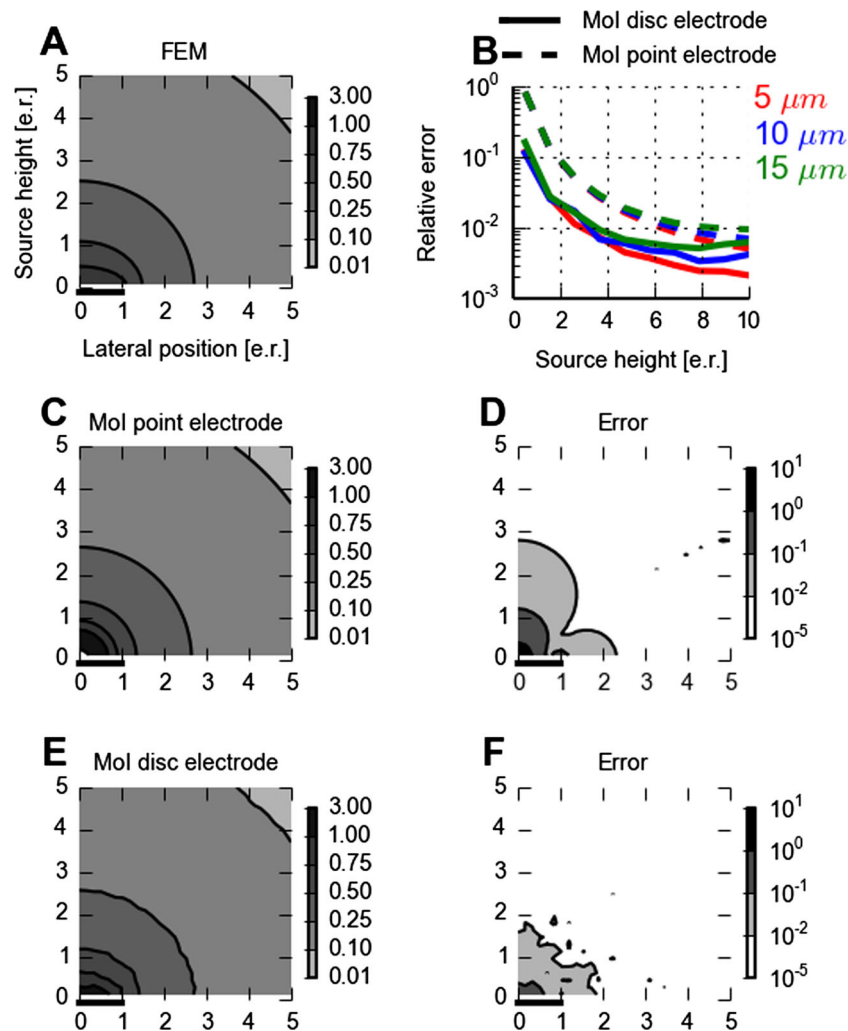 A
FEM
Source height [e.r.]
5
4
3
2
1
0
0 1 2 3 4 5
Lateral position [e.r.]
3.00
1.00
0.75
0.50
0.25
0.10
0.01
MoI disc electrode
MoI point electrode
B
Relative error
10^0
10^-1
10^-2
10^-3
0 2 4 6 8 10
Source height [e.r.]
5 μm
10 μm
15 μm
C
MoI point electrode
5
4
3
2
1
0
0 1 2 3 4 5
3.00
1.00
0.75
0.50
0.25
0.10
0.01
D
Error
5
4
3
2
1
0
0 1 2 3 4 5
10^1
10^0
10^-1
10^-2
10^-5
E
MoI disc electrode
5
4
3
2
1
0
0 1 2 3 4 5
3.00
1.00
0.75
0.50
0.25
0.10
0.01
F
Error
5
4
3
2
1
0
0 1 2 3 4 5
10^1
10^0
10^-1
10^-2
10^-5